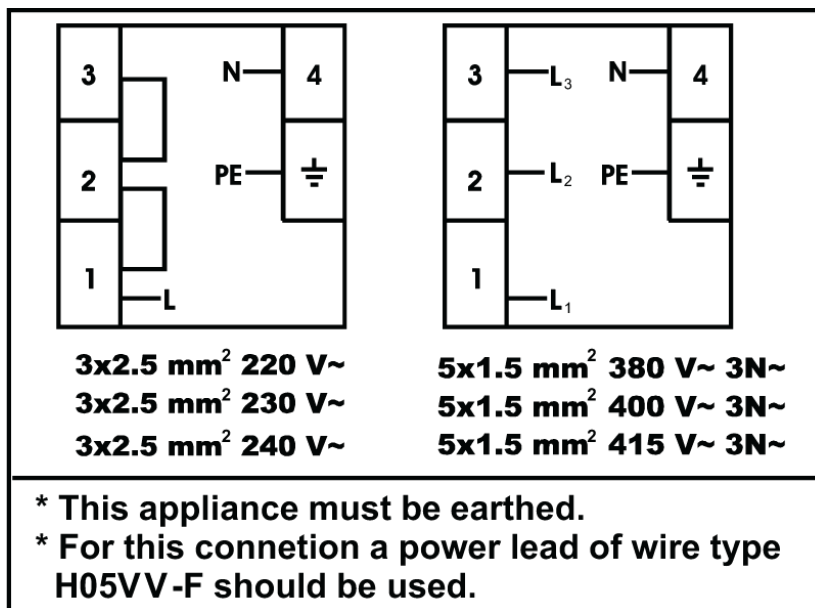 3
2
1
L
N
PE
4
3x2.5 mm² 220 V~
3x2.5 mm² 230 V~
3x2.5 mm² 240 V~
3
2
1
L₃
L₂
L₁
N
PE
4
5x1.5 mm² 380 V~ 3N~
5x1.5 mm² 400 V~ 3N~
5x1.5 mm² 415 V~ 3N~
* This appliance must be earthed.
* For this connetion a power lead of wire type
H05VV-F should be used.